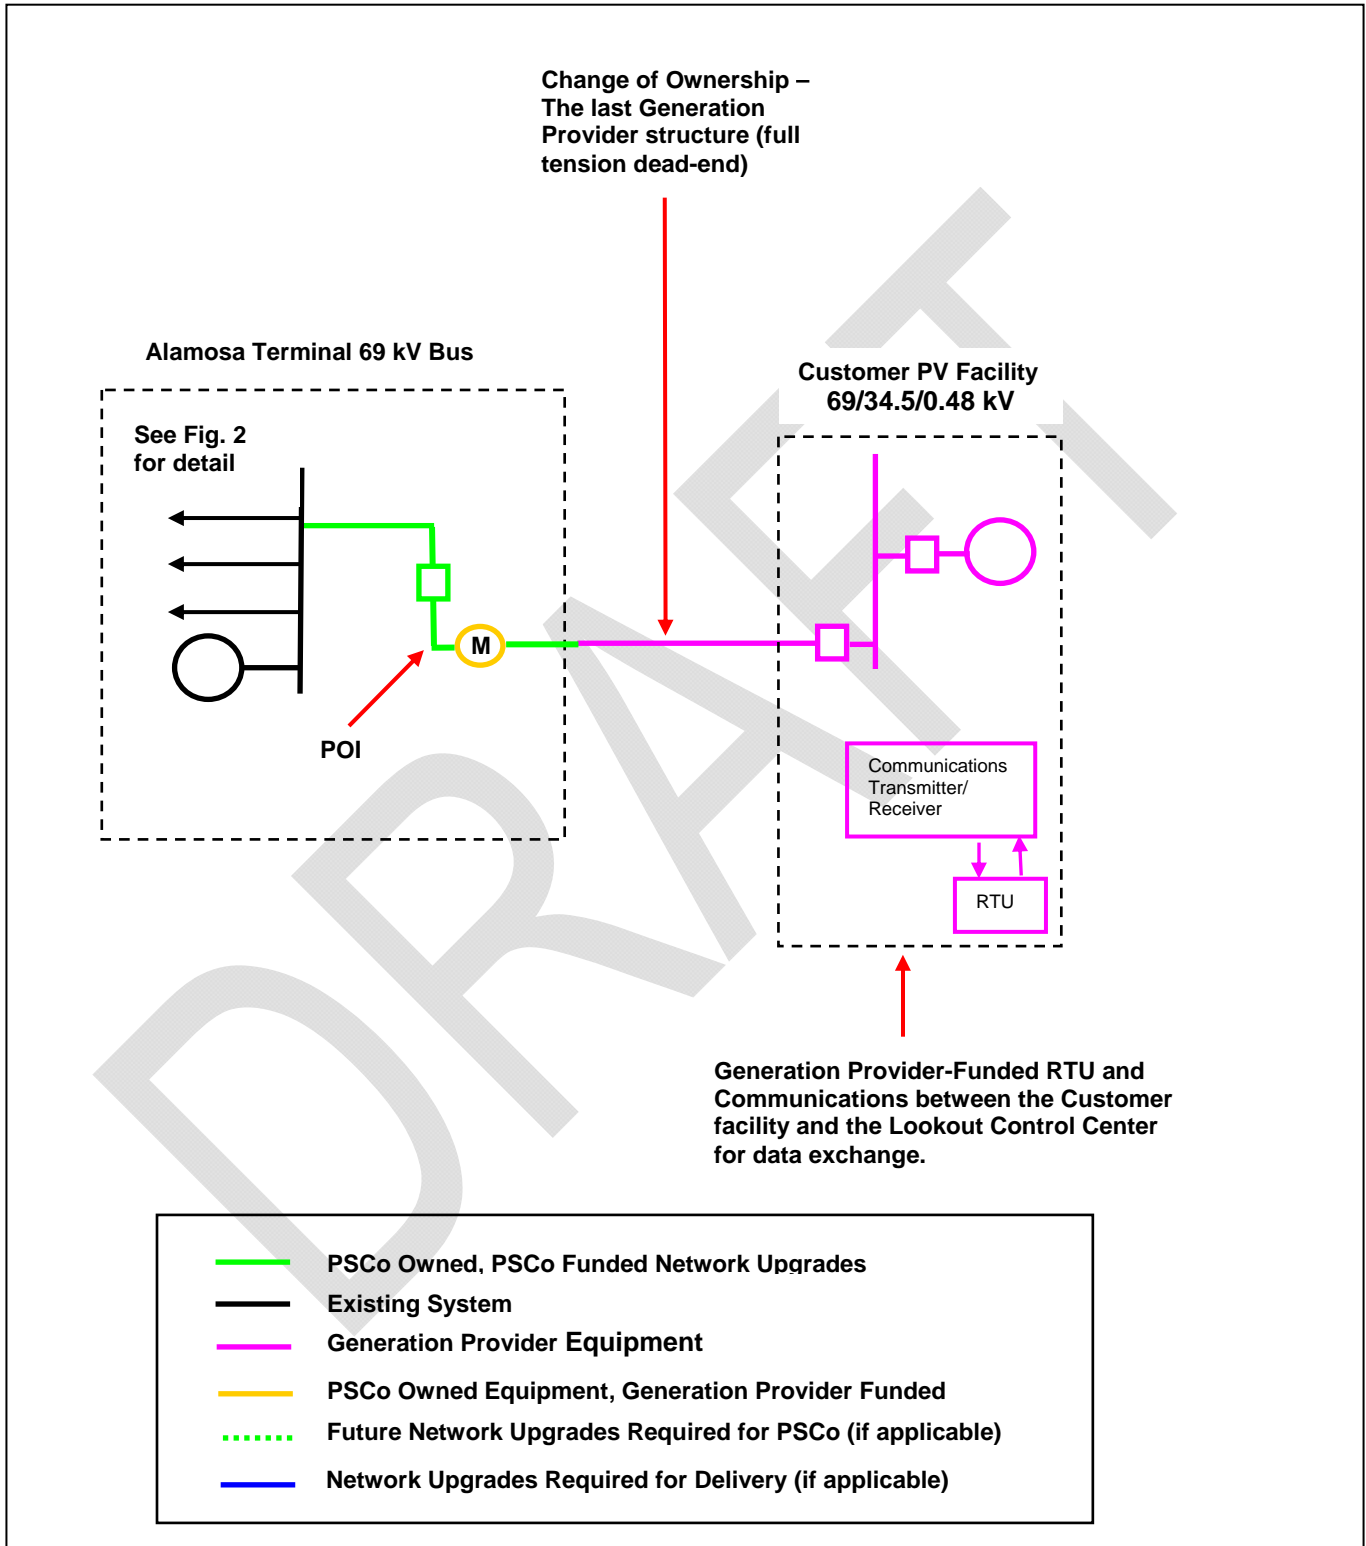 Change of Ownership –
The last Generation
Provider structure (full
tension dead-end)
Alamosa Terminal 69 kV Bus
Customer PV Facility
69/34.5/0.48 kV
See Fig. 2
for detail
M
POI
Communications
Transmitter/
Receiver
RTU
Generation Provider-Funded RTU and
Communications between the Customer
facility and the Lookout Control Center
for data exchange.
DRAFT
PSCo Owned, PSCo Funded Network Upgrades
Existing System
Generation Provider Equipment
PSCo Owned Equipment, Generation Provider Funded
Future Network Upgrades Required for PSCo (if applicable)
Network Upgrades Required for Delivery (if applicable)